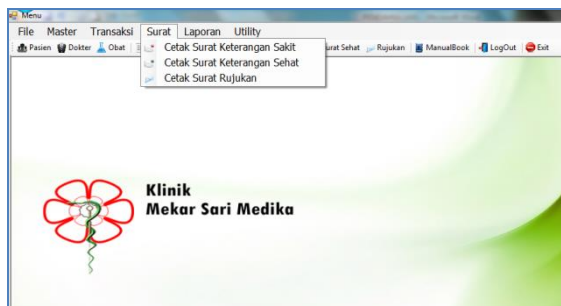 Menu
File Master Transaksi Surat Laporan Utility
Pasien Dokter Obat urat Sehat Rujukan ManualBook LogOut Exit
Cetak Surat Keterangan Sakit
Cetak Surat Keterangan Sehat
Cetak Surat Rujukan
Klinik
Mekar Sari Medika